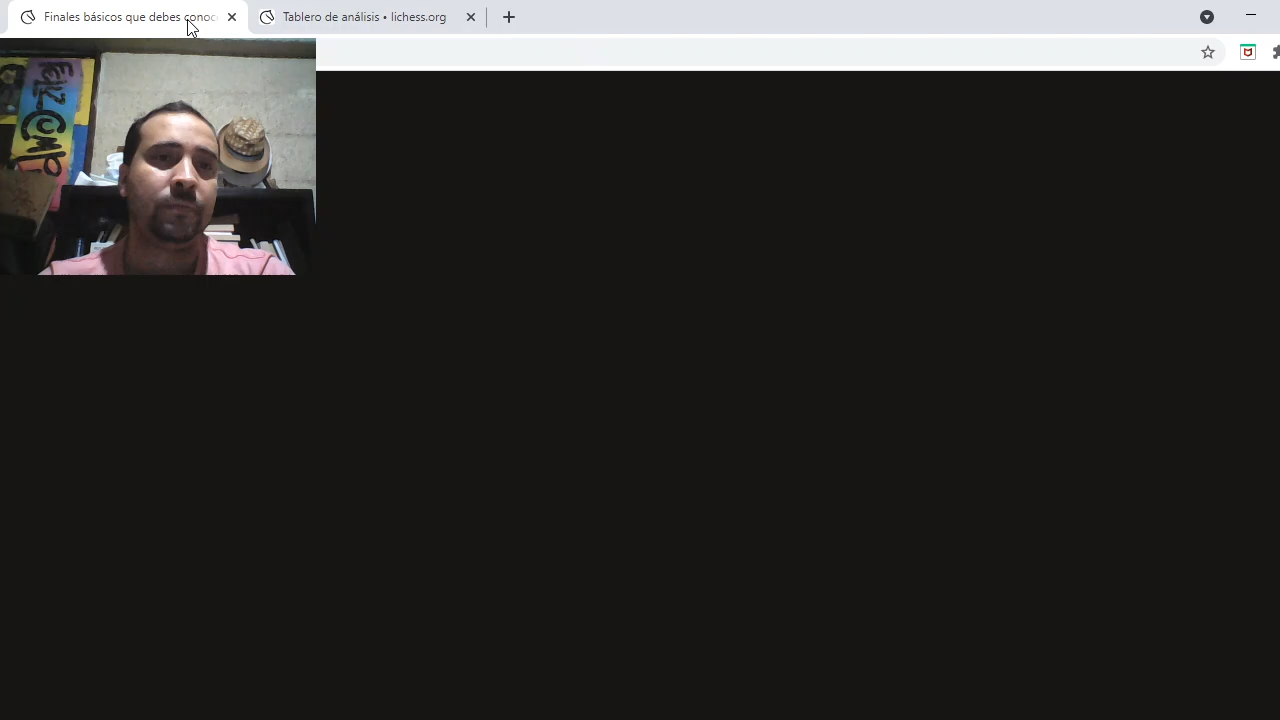 Finales básicos que debes conoc
Tablero de análisis • lichess.org